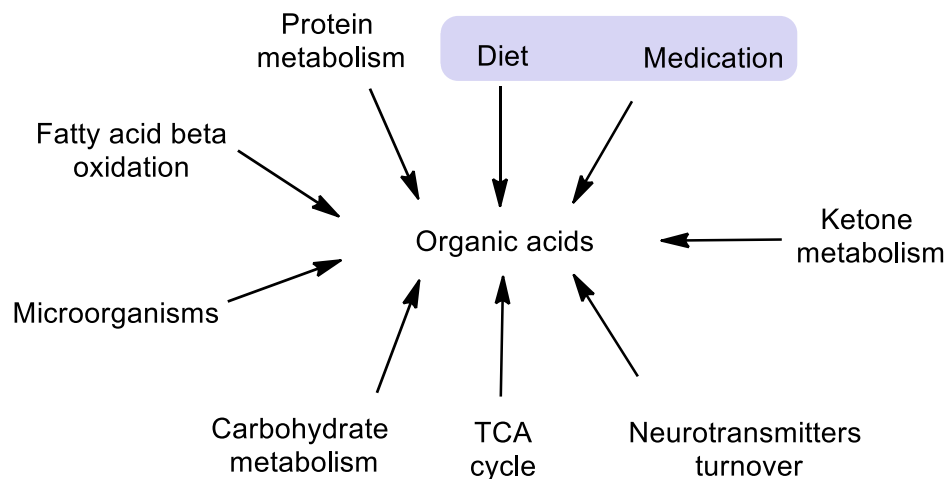 Protein
metabolism
Diet
Medication
Fatty acid beta
oxidation
Organic acids
Ketone
metabolism
Microorganisms
Carbohydrate
metabolism
TCA
cycle
Neurotransmitters
turnover